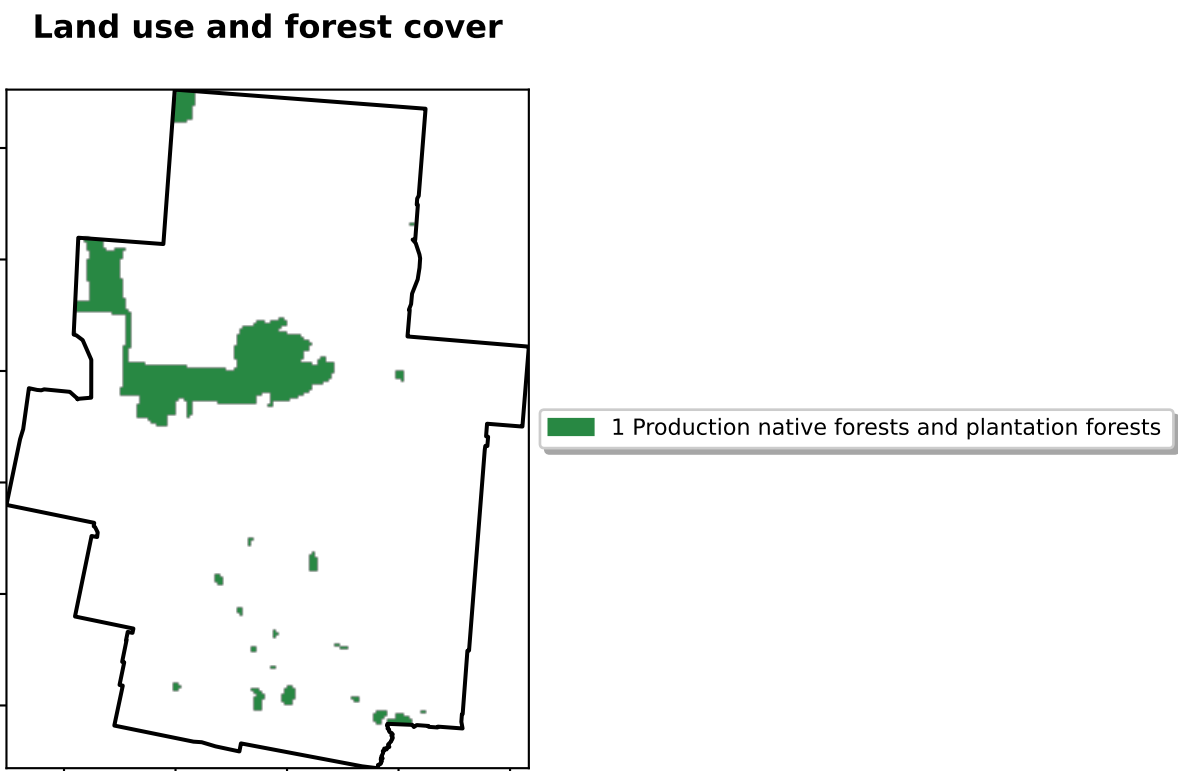 Land use and forest cover
1 Production native forests and plantation forests